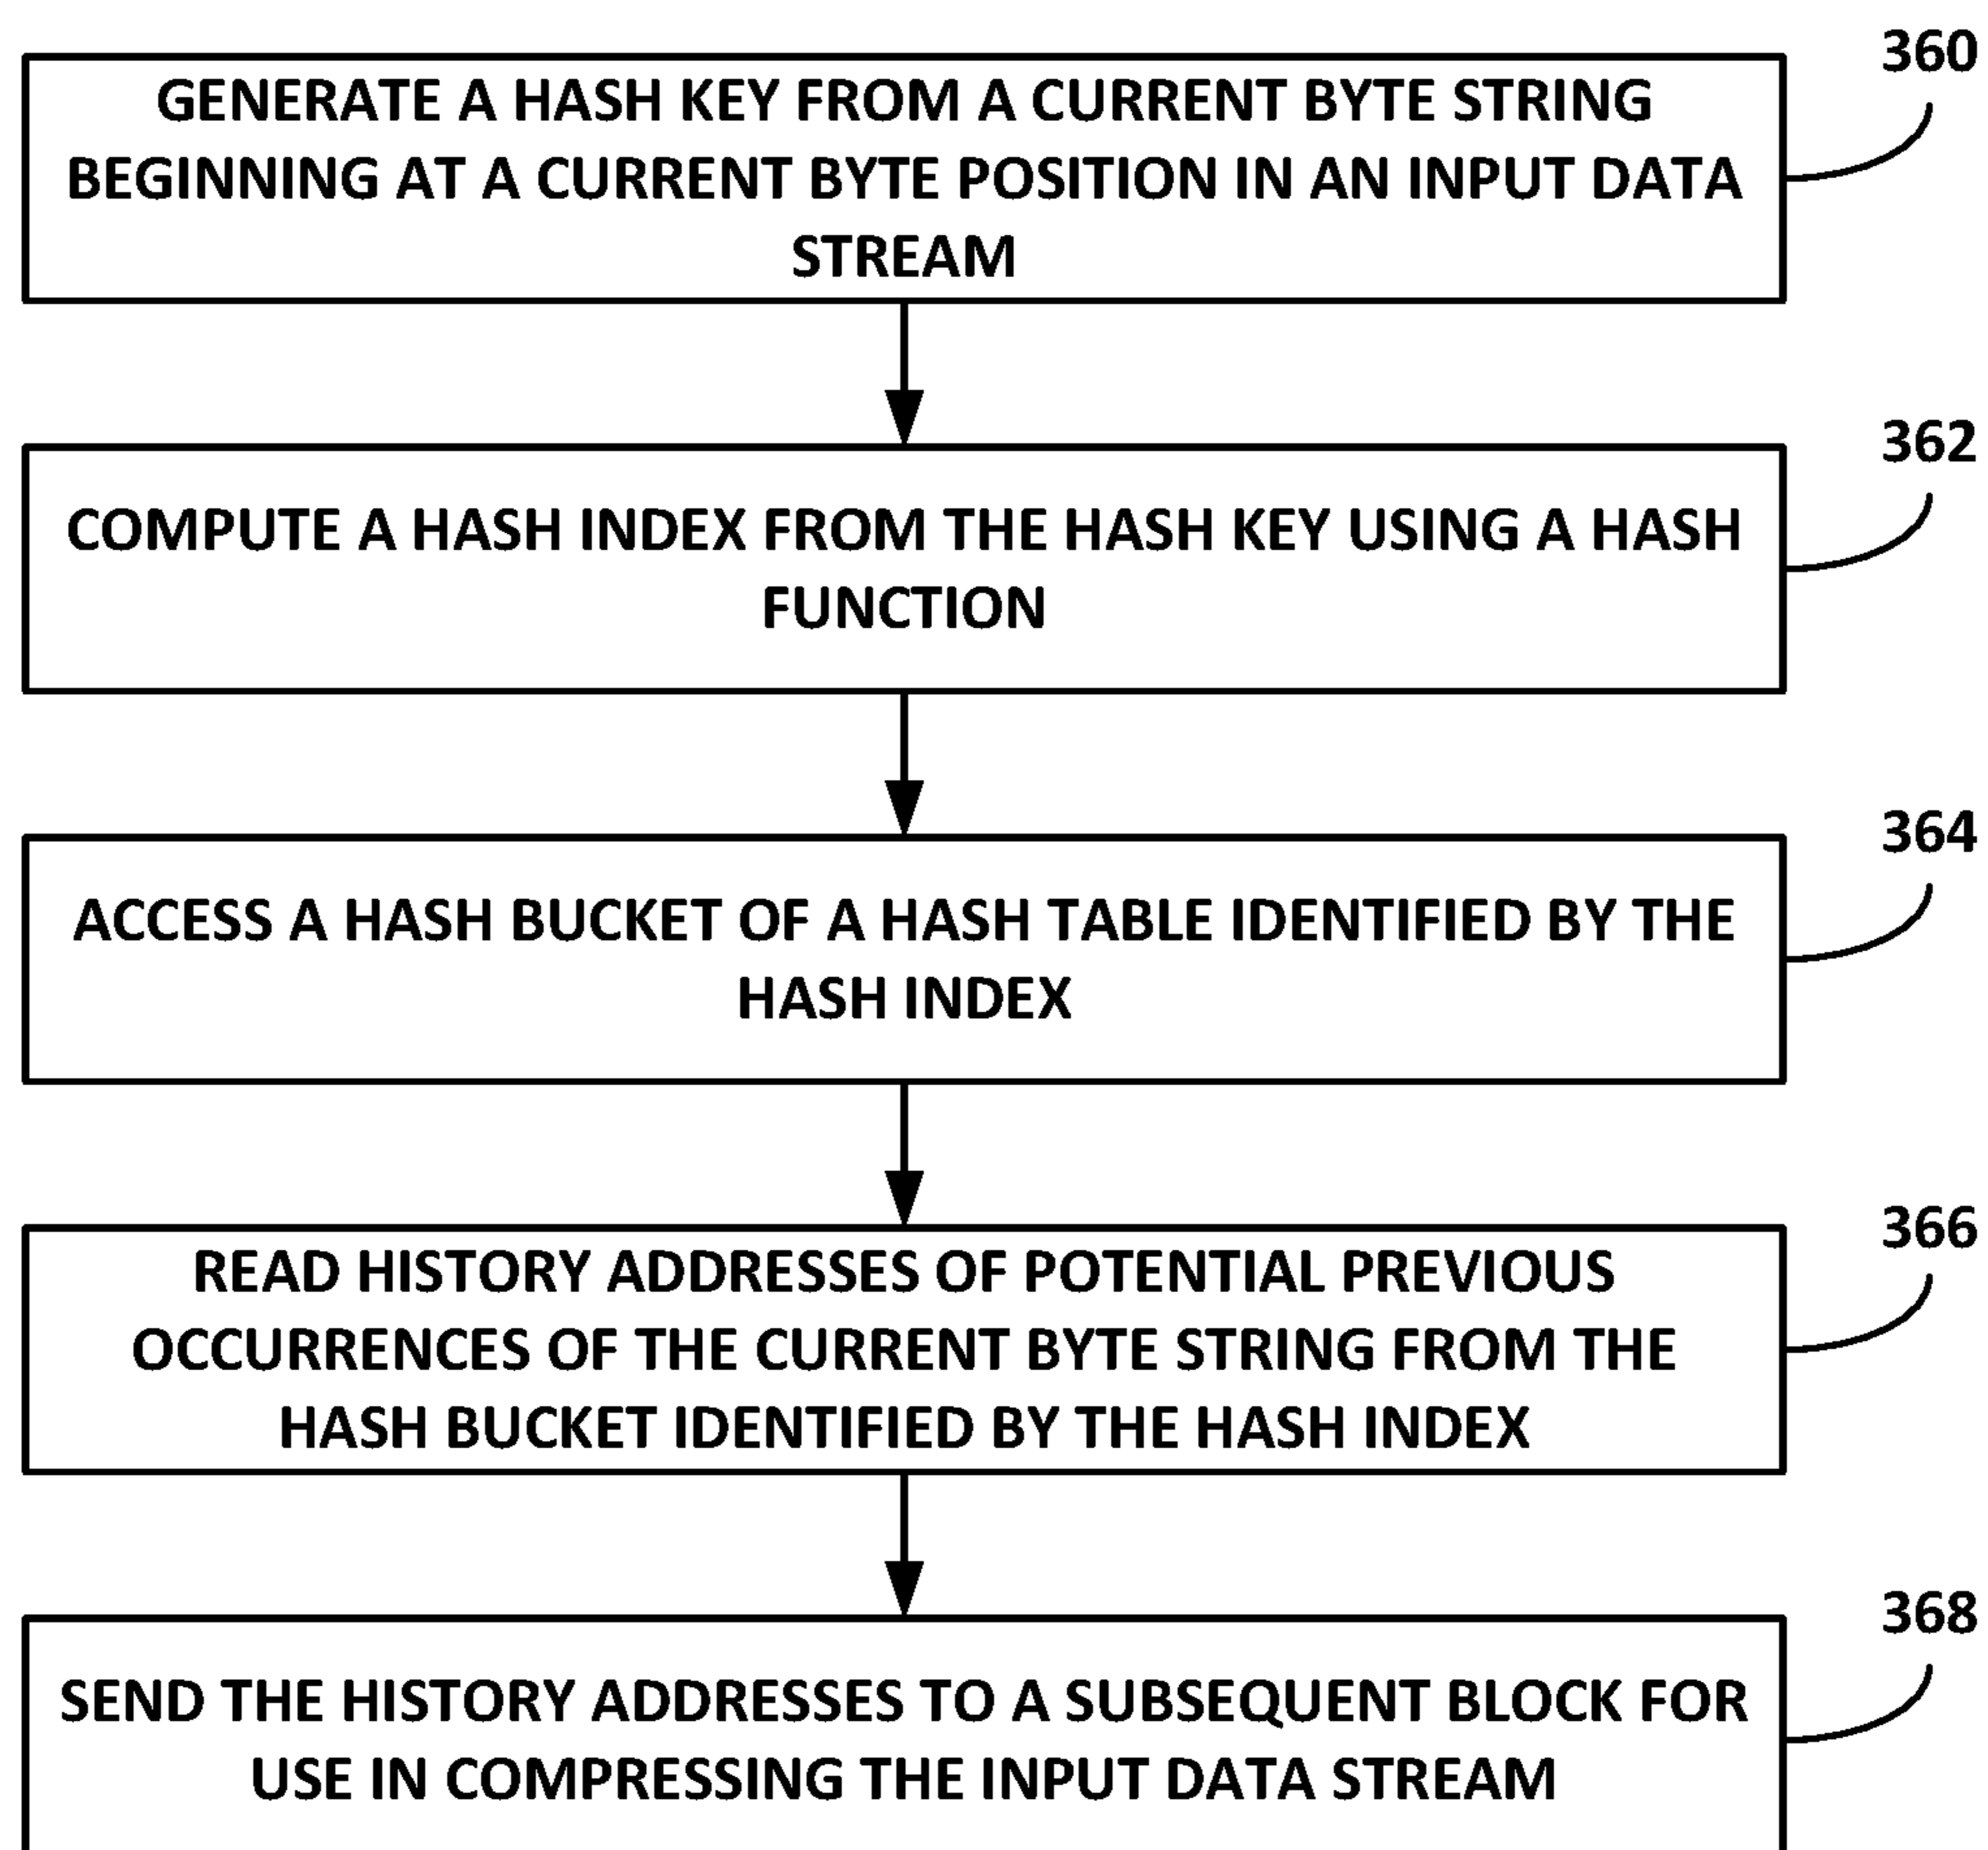 360
GENERATE A HASH KEY FROM A CURRENT BYTE STRING
BEGINNING AT A CURRENT BYTE POSITION IN AN INPUT DATA
STREAM
362
COMPUTE A HASH INDEX FROM THE HASH KEY USING A HASH
FUNCTION
364
ACCESS A HASH BUCKET OF A HASH TABLE IDENTIFIED BY THE
HASH INDEX
366
READ HISTORY ADDRESSES OF POTENTIAL PREVIOUS
OCCURRENCES OF THE CURRENT BYTE STRING FROM THE
HASH BUCKET IDENTIFIED BY THE HASH INDEX
368
SEND THE HISTORY ADDRESSES TO A SUBSEQUENT BLOCK FOR
USE IN COMPRESSING THE INPUT DATA STREAM